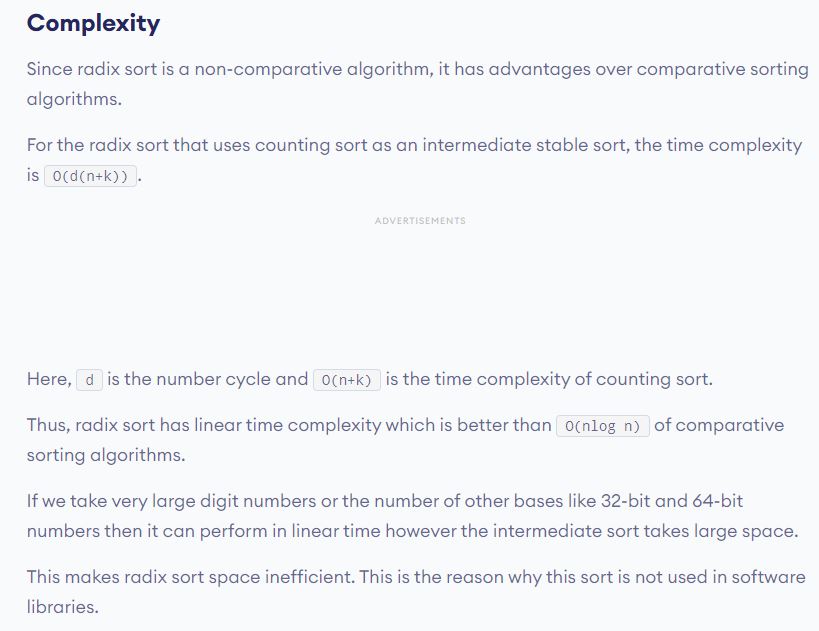 Complexity
Since radix sort is a non-comparative algorithm, it has advantages over comparative sorting
algorithms.
For the radix sort that uses counting sort as an intermediate stable sort, the time complexity
is O(d(n+k)).
ADVERTISEMENTS
Here, d is the number cycle and O(n+k) is the time complexity of counting sort.
Thus, radix sort has linear time complexity which is better than O(nlog n) of comparative
sorting algorithms.
If we take very large digit numbers or the number of other bases like 32-bit and 64-bit
numbers then it can perform in linear time however the intermediate sort takes large space.
This makes radix sort space inefficient. This is the reason why this sort is not used in software
libraries.